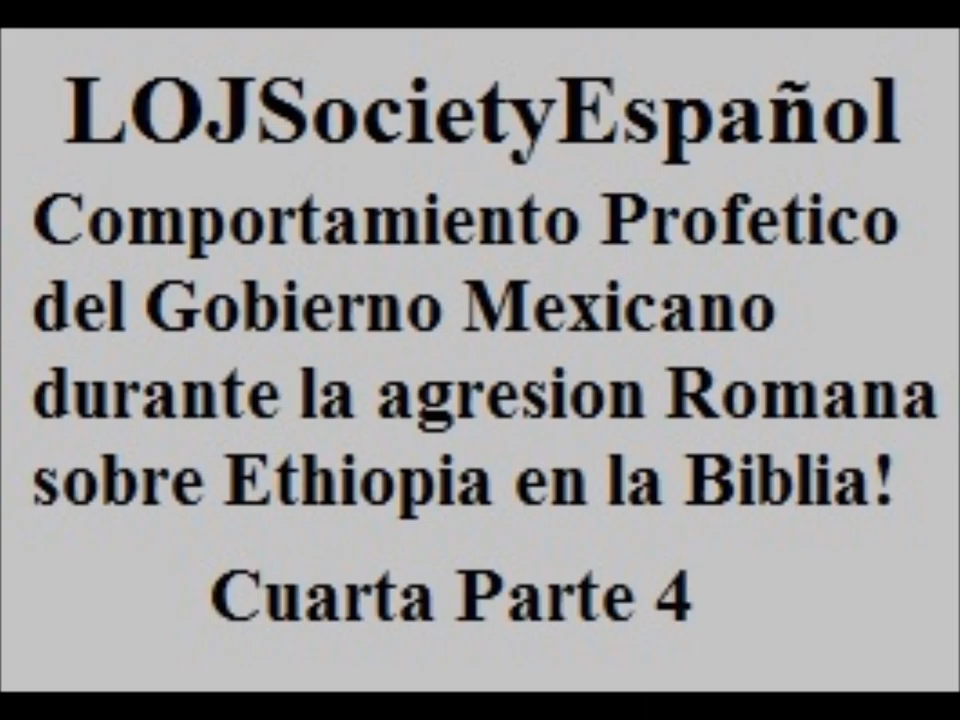 LOJSocietyEspañol
Comportamiento Profetico
del Gobierno Mexicano
durante la agresion Romana
sobre Ethiopia en la Biblia!
Cuarta Parte 4